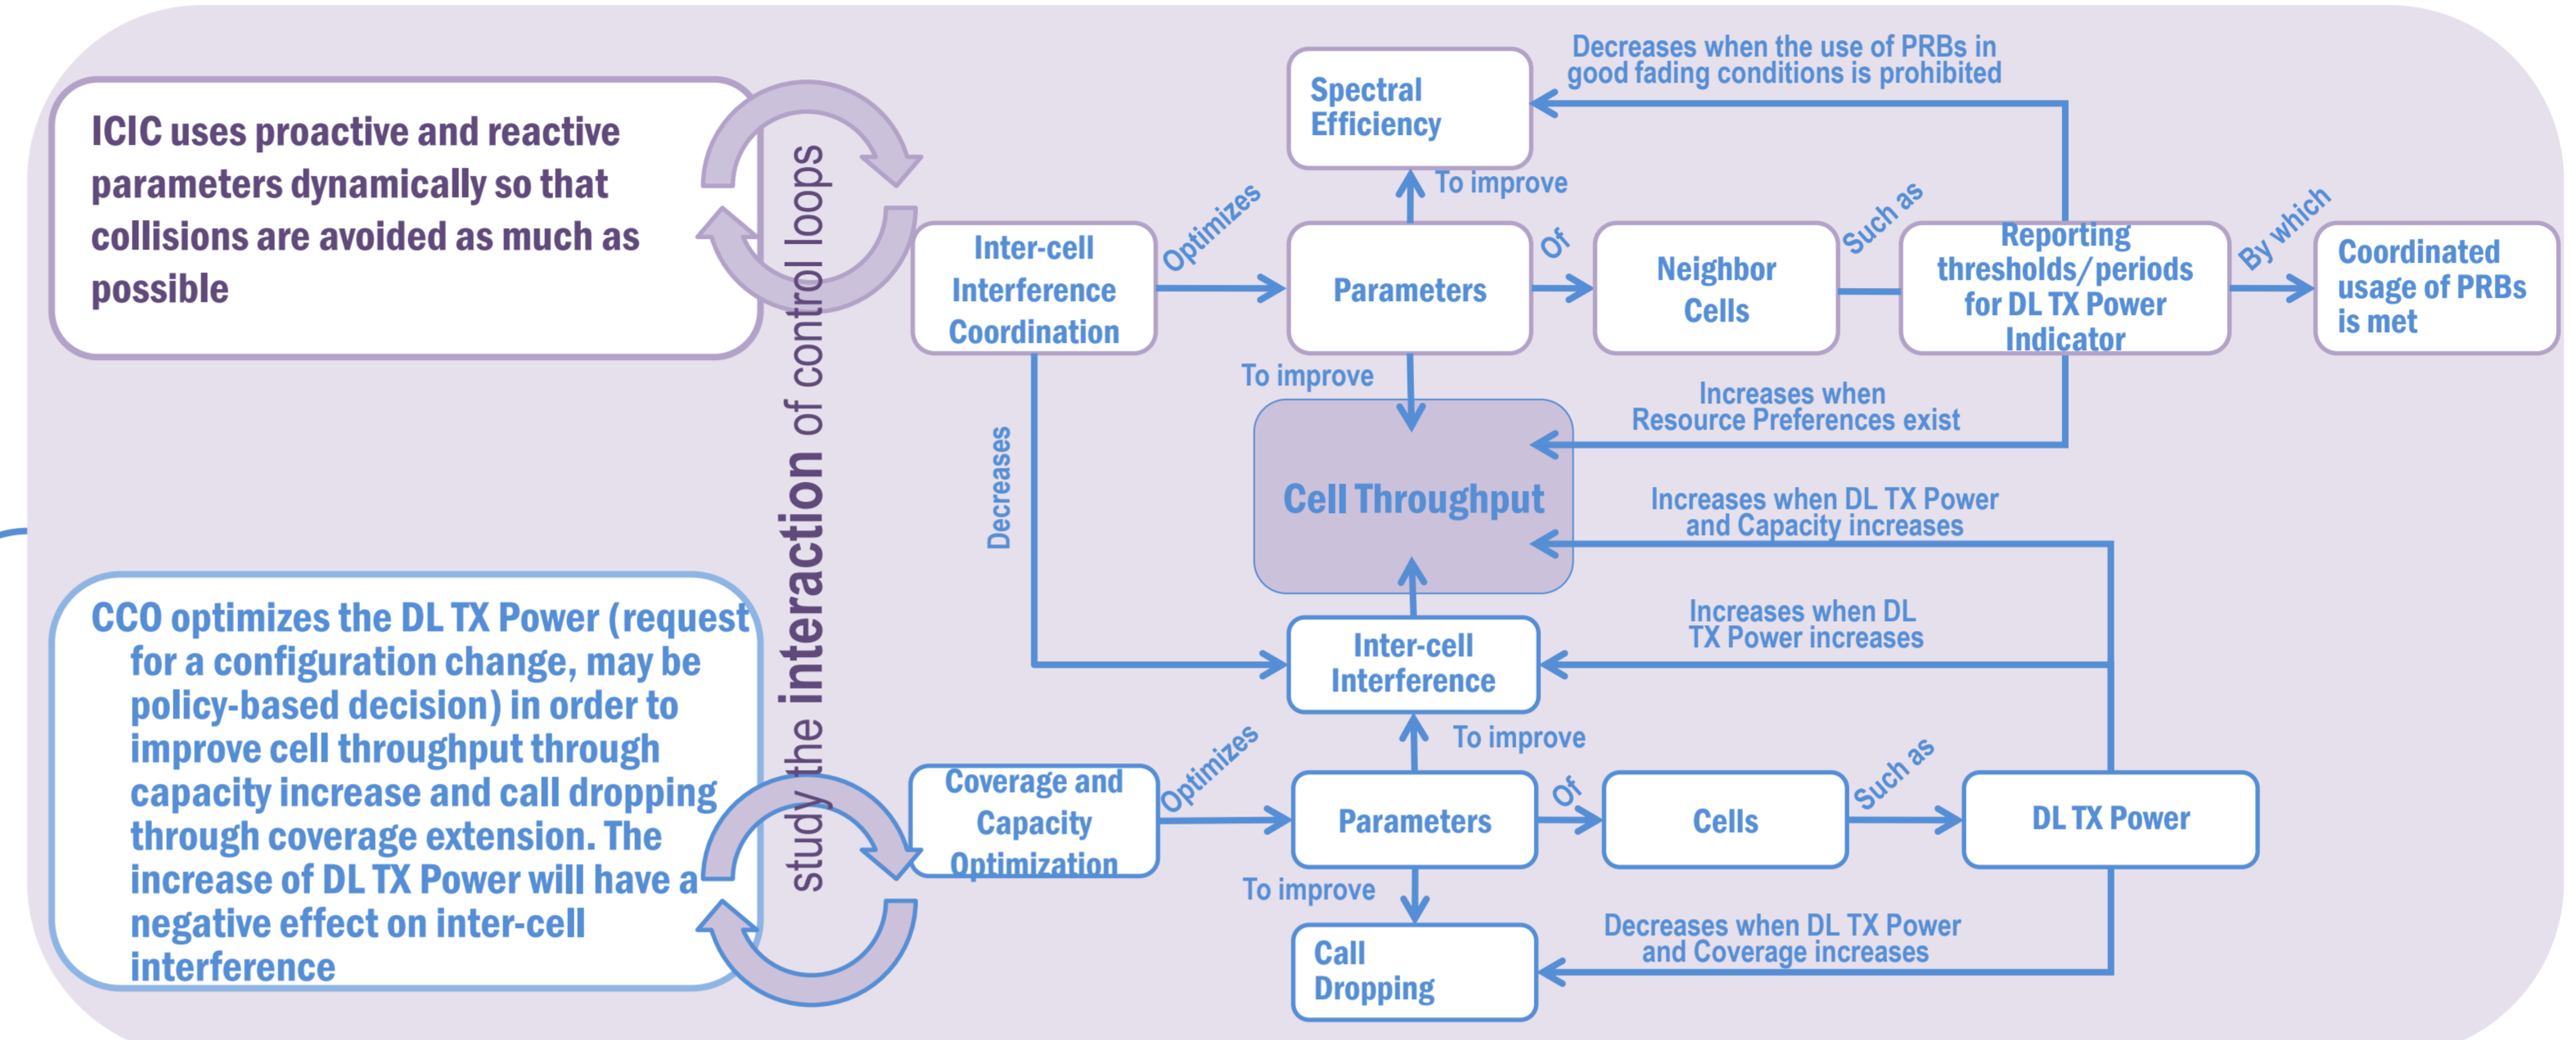 ICIC uses proactive and reactive
parameters dynamically so that
collisions are avoided as much as
possible
CCO optimizes the DL TX Power (request
for a configuration change, may be
policy-based decision) in order to
improve cell throughput through
capacity increase and call dropping
through coverage extension. The
increase of DL TX Power will have a
negative effect on inter-cell
interference
study the interaction of control loops
Inter-cell
Interference
Coordination
Optimizes
Parameters
To improve
Spectral
Efficiency
Decreases when the use of PRBs in
good fading conditions is prohibited
Of
Neighbor
Cells
Such as
Reporting
thresholds/periods
for DL TX Power
Indicator
By which
Coordinated
usage of PRBs
is met
To improve
Increases when
Resource Preferences exist
Decreases
Cell Throughput
Increases when DL TX Power
and Capacity increases
Inter-cell
Interference
Increases when DL
TX Power increases
To improve
Coverage and
Capacity
Optimization
Optimizes
Parameters
Of
Cells
Such as
DL TX Power
To improve
Call
Dropping
Decreases when DL TX Power
and Coverage increases